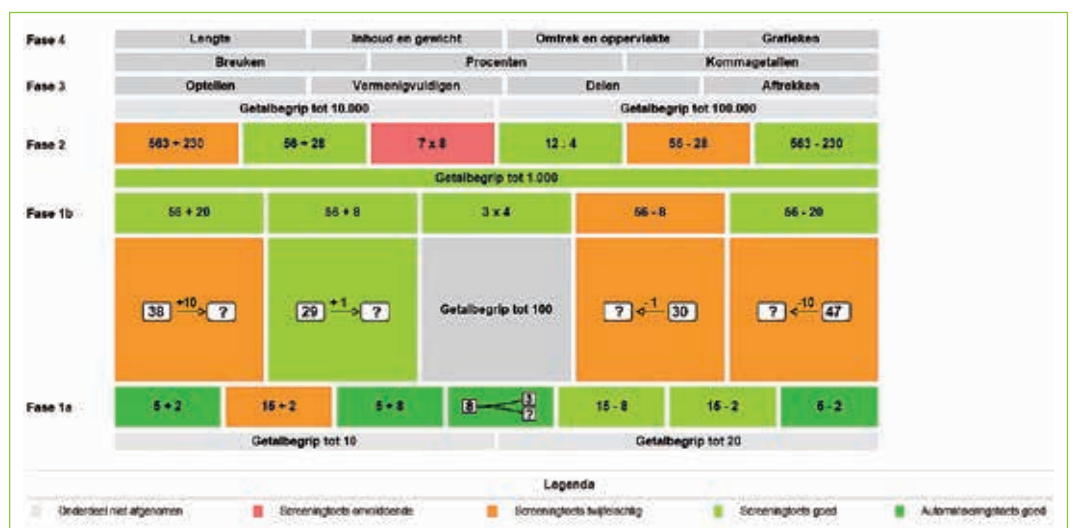 Fase 4 Lengte Inhoud en gewicht Omtrek en oppervlakte Grafieken
Breuken Procenten Kommagetallen
Fase 3 Optellen Vermenigvuldigen Delen Aftrekken
Getalbegrip tot 10.000 Getalbegrip tot 100.000
Fase 2 563 + 230 56 + 28 7 x 8 12 : 4 56 - 28 563 - 230
Getalbegrip tot 1.000
Fase 1b 56 + 20 56 + 8 3 x 4 56 - 8 56 - 20
38 +10 ? 29 +1 ? Getalbegrip tot 100 ? -1 30 ? -10 47
Fase 1a 5 + 2 15 + 2 5 + 8 8 3 ? 15 - 8 15 - 2 5 - 2
Getalbegrip tot 10 Getalbegrip tot 20
Legenda
Onderdeel niet afgenomen Screeningtoets onvoldoende Screeningtoets twijfelachtig Screeningtoets goed Automatiseringstoets goed